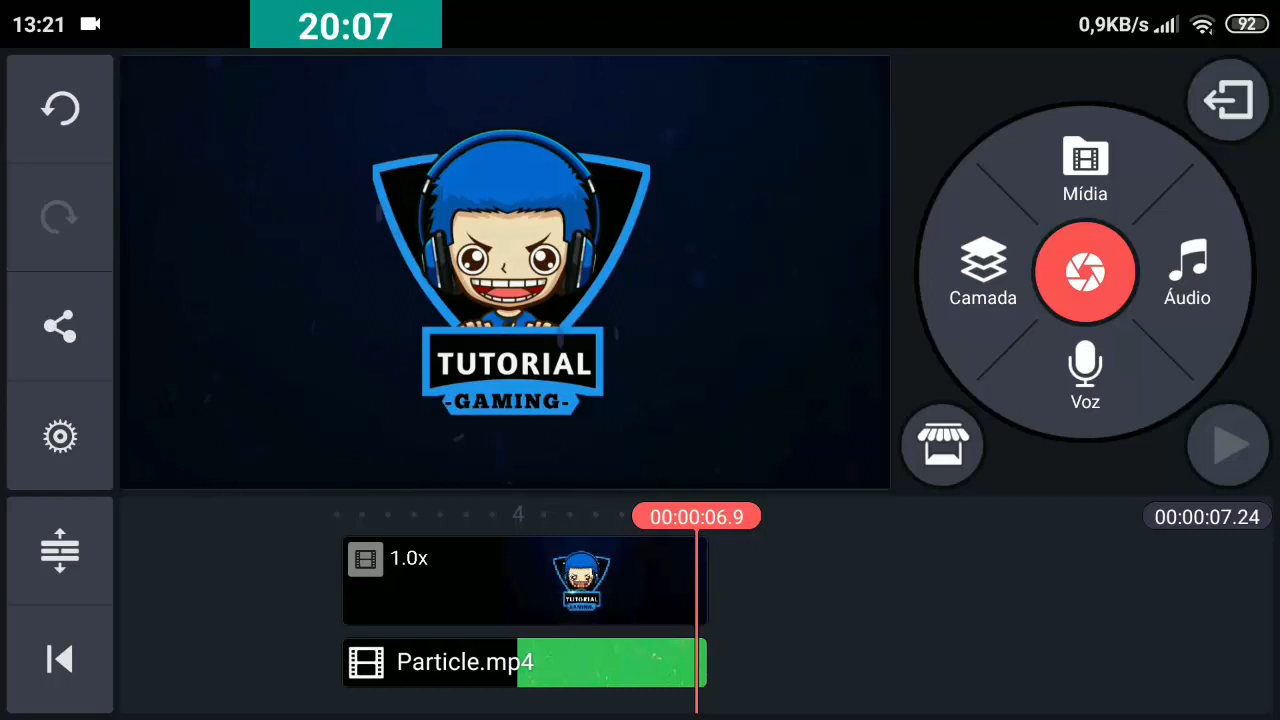 13:21
20:07
0,9KB/s
92
Mídia
Camada
Áudio
Voz
TUTORIAL
-GAMING-
4
00:00:06.9
00:00:07.24
1.0x
TUTORIAL
GAMING
Particle.mp4